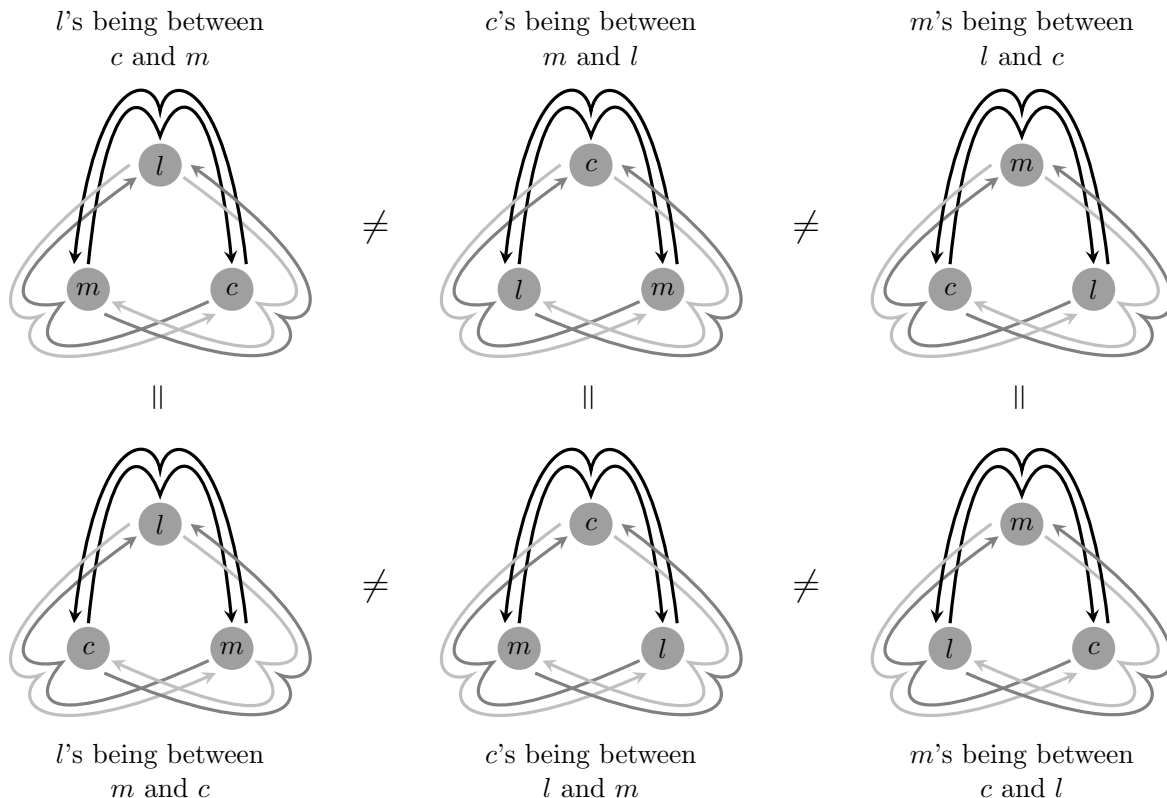 l's being between
c and m
c's being between
m and l
m's being between
l and c
l
m c
≠
c
l m
≠
m
c l
= = =
l
c m
≠
c
m l
≠
m
l c
l's being between
m and c
c's being between
l and m
m's being between
c and l